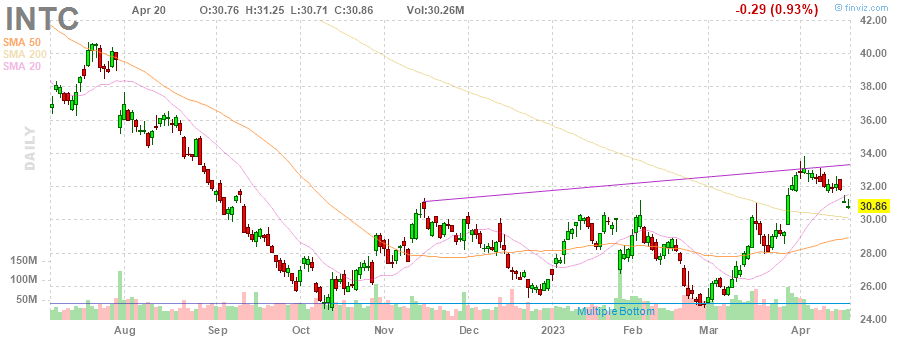 INTC Apr 20 O:30.76 H:31.25 L:30.71 C:30.86 Vol:30.26M -0.29 (0.93%) @ finviz.com
SMA 50
SMA 200
SMA 20
DAILY
42.00
40.00
38.00
36.00
34.00
32.00
30.86
30.00
28.00
26.00
24.00
150M
100M
50M
Multiple Bottom
Aug Sep Oct Nov Dec 2023 Feb Mar Apr